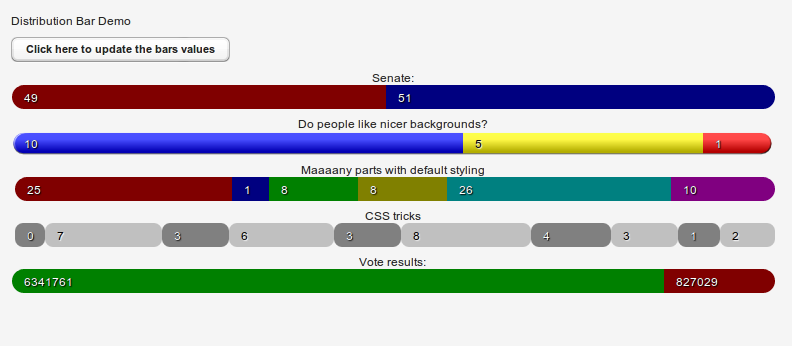 Distribution Bar Demo
Click here to update the bars values
Senate:
49 51
Do people like nicer backgrounds?
10 5 1
Maaaany parts with default styling
25 1 8 8 26 10
CSS tricks
0 7 3 6 3 8 4 3 1 2
Vote results:
6341761 827029